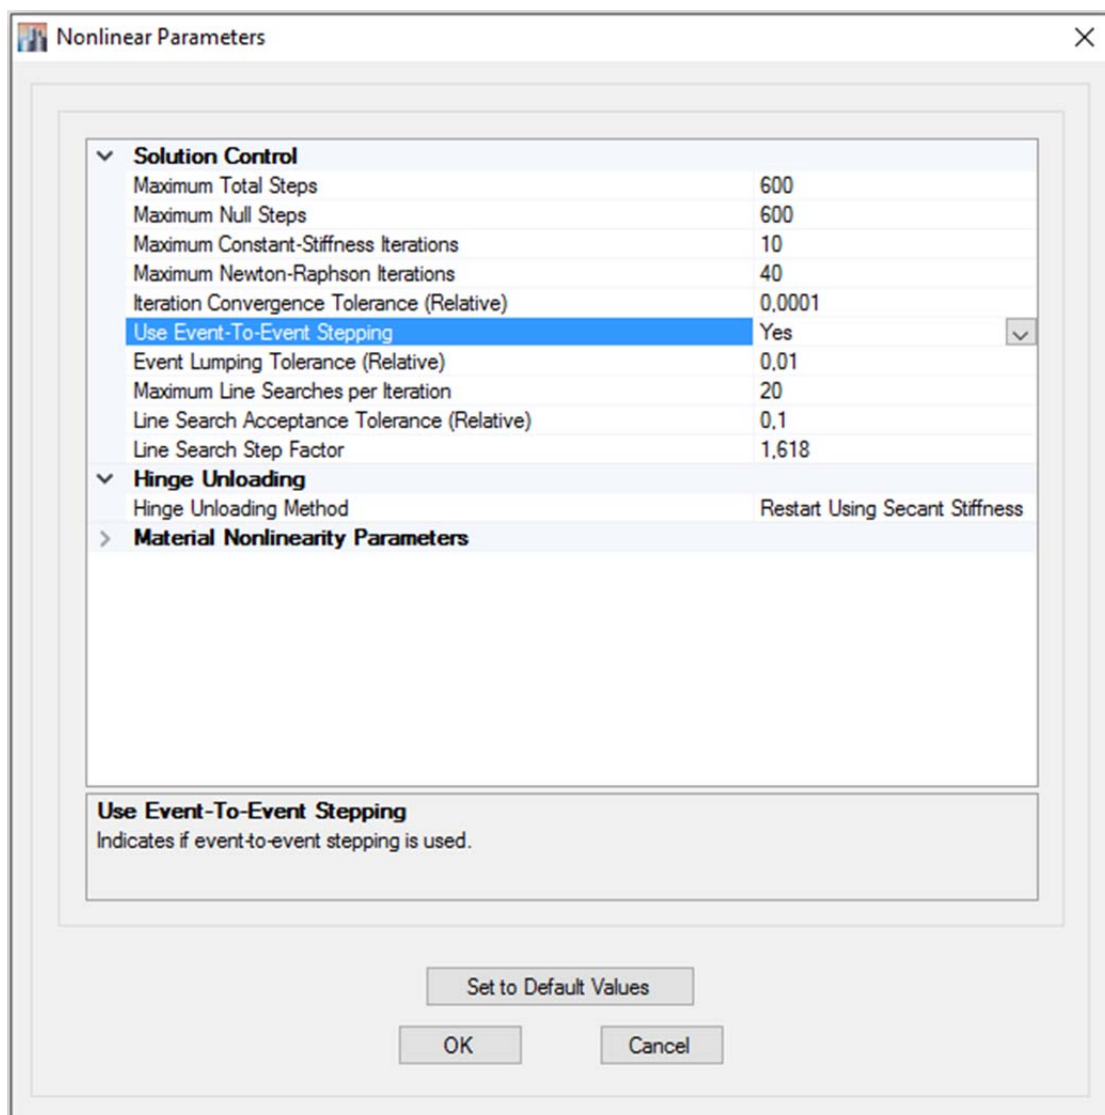 Nonlinear Parameters
Solution Control
Maximum Total Steps 600
Maximum Null Steps 600
Maximum Constant-Stiffness Iterations 10
Maximum Newton-Raphson Iterations 40
Iteration Convergence Tolerance (Relative) 0,0001
Use Event-To-Event Stepping Yes
Event Lumping Tolerance (Relative) 0,01
Maximum Line Searches per Iteration 20
Line Search Acceptance Tolerance (Relative) 0,1
Line Search Step Factor 1,618
Hinge Unloading
Hinge Unloading Method Restart Using Secant Stiffness
Material Nonlinearity Parameters
Use Event-To-Event Stepping
Indicates if event-to-event stepping is used.
Set to Default Values
OK Cancel